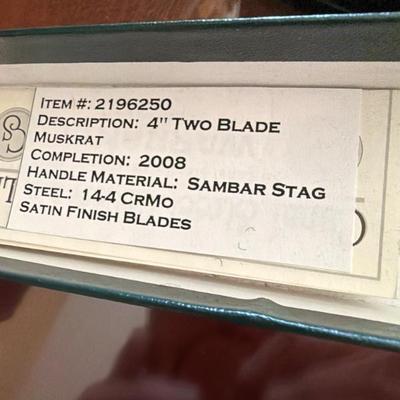 Item #: 2196250
Description: 4" Two Blade
Muskrat
Completion: 2008
Handle Material: Sambar Stag
Steel: 14-4 CrMo
Satin Finish Blades